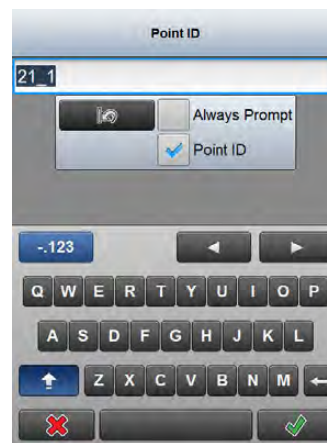 Point ID
21_1
Always Prompt
Point ID
-.123
Q W E R T Y U I O P
A S D F G H J K L
Z X C V B N M